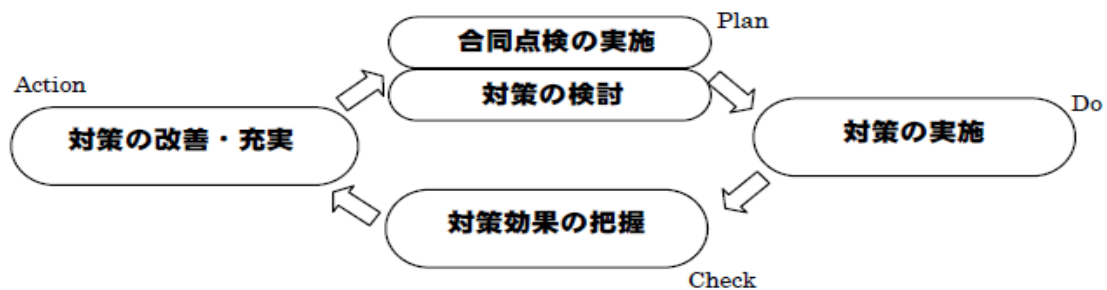 合同点検の実施
Plan
対策の検討
Action
対策の改善・充実
Do
対策の実施
対策効果の把握
Check